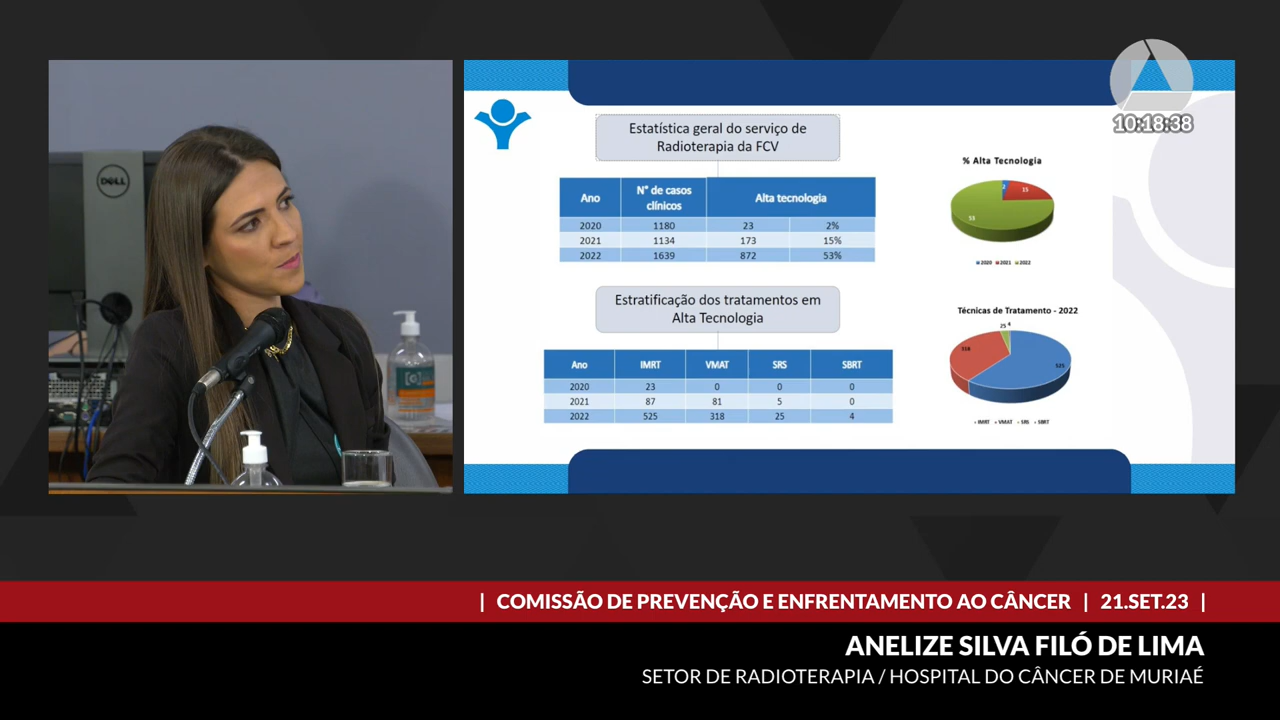 DELL
10:18:38
Estatística geral do serviço de
Radioterapia da FCV
Ano N° de casos clínicos Alta tecnologia
2020 1180 23 2%
2021 1134 173 15%
2022 1639 872 53%
% Alta Tecnologia
2 15
53
2020 2021 2022
Estratificação dos tratamentos em
Alta Tecnologia
Ano IMRT VMAT SRS SBRT
2020 23 0 0 0
2021 87 81 5 0
2022 525 318 25 4
Técnicas de Tratamento - 2022
25 4
318
525
IMRT VMAT SRS SBRT
| COMISSÃO DE PREVENÇÃO E ENFRENTAMENTO AO CÂNCER | 21.SET.23 |
ANELIZE SILVA FILÓ DE LIMA
SETOR DE RADIOTERAPIA / HOSPITAL DO CÂNCER DE MURIAÉ